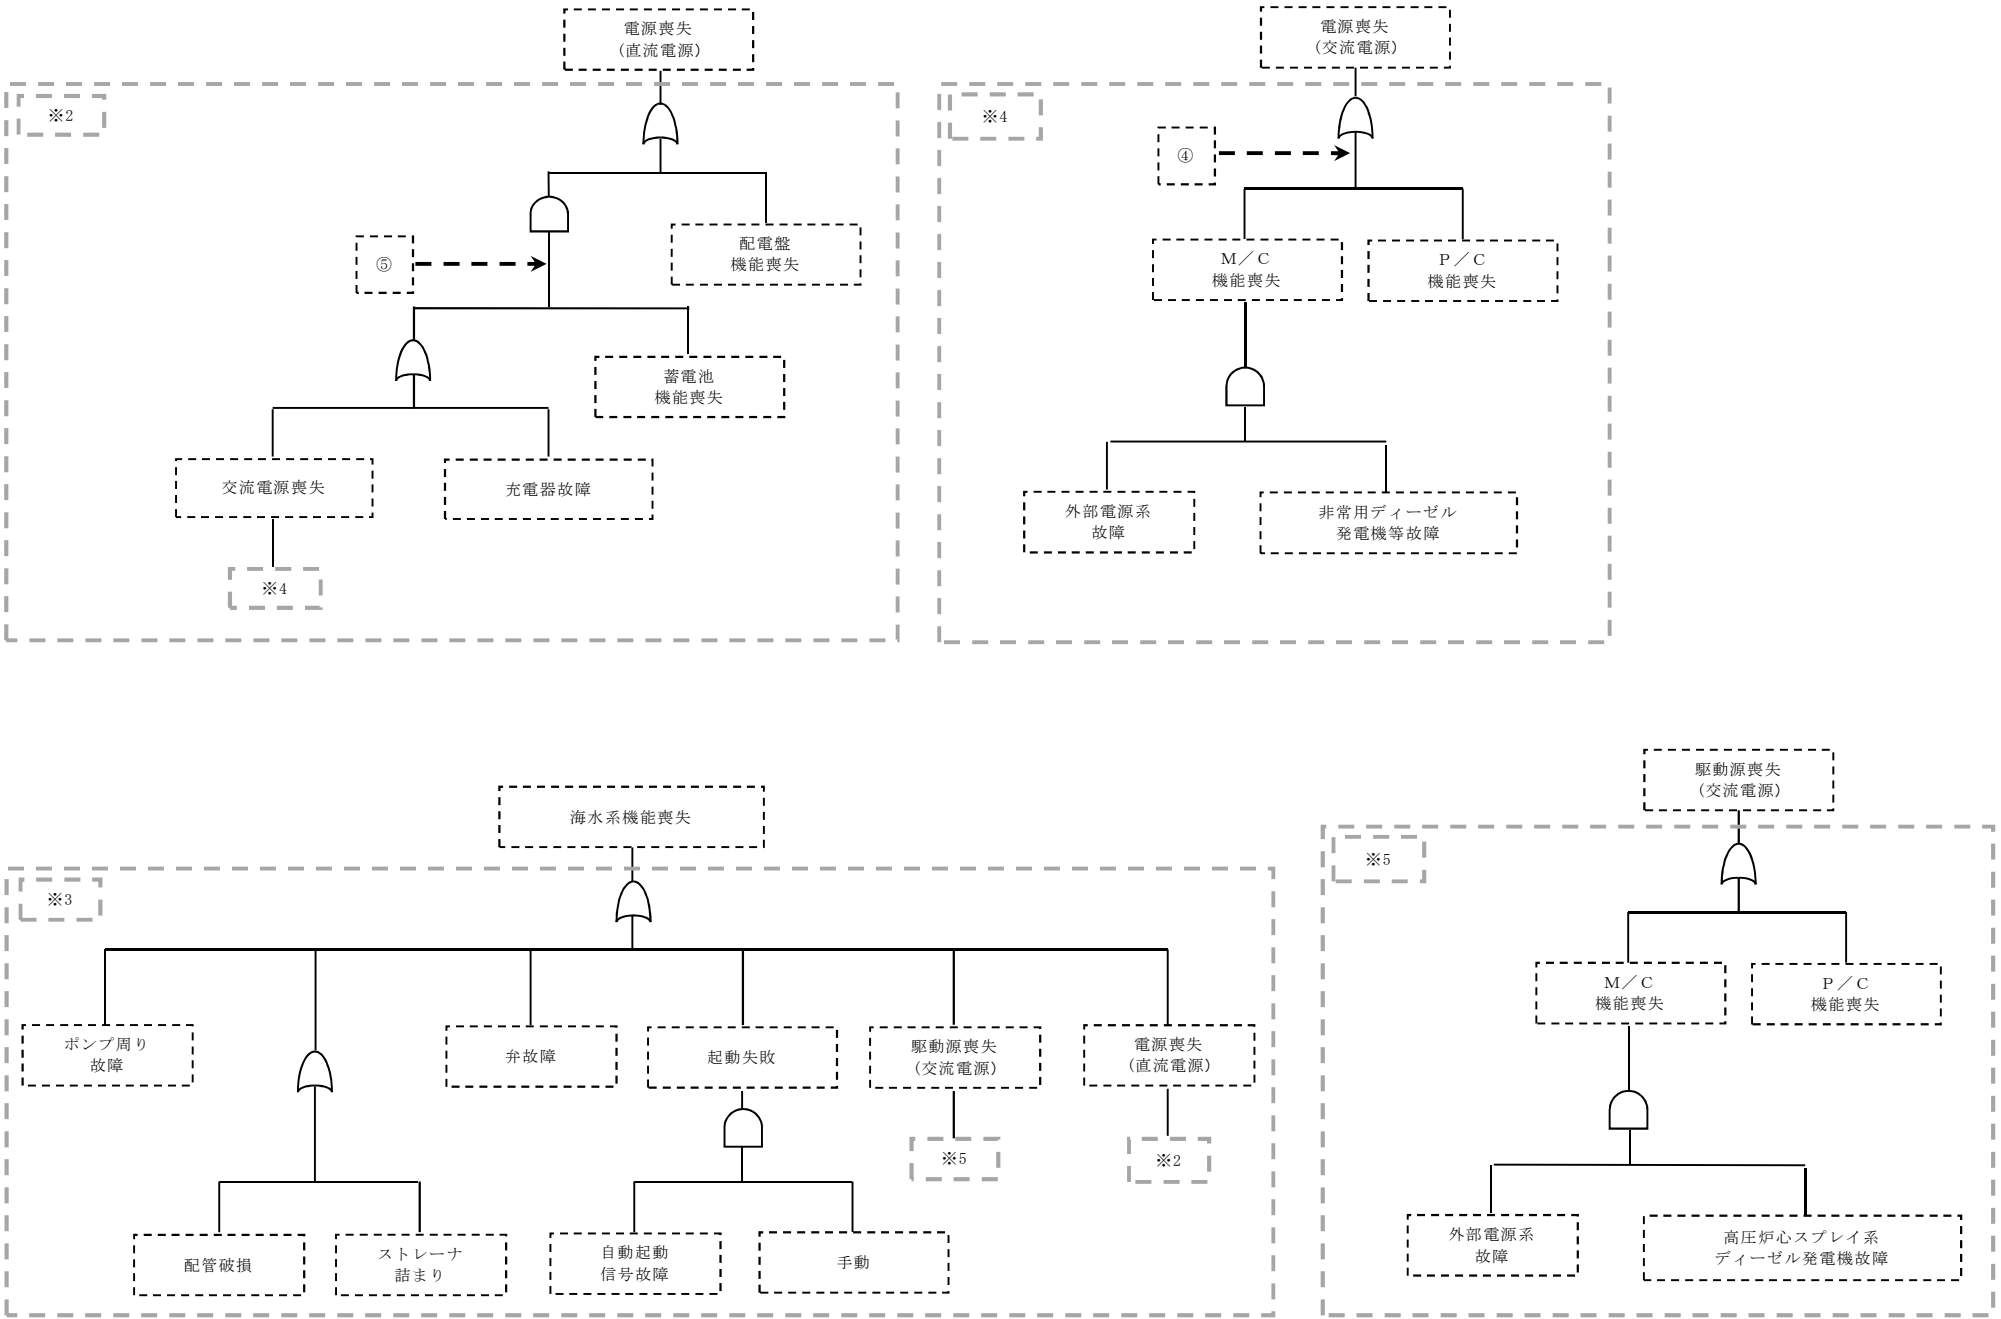 電源喪失
(直流電源)
※2
配電盤
機能喪失
⑤
蓄電池
機能喪失
交流電源喪失
充電器故障
※4
電源喪失
(交流電源)
※4
④
M／C
機能喪失
P／C
機能喪失
外部電源系
故障
非常用ディーゼル
発電機等故障
海水系機能喪失
※3
ポンプ周り
故障
弁故障
起動失敗
駆動源喪失
(交流電源)
電源喪失
(直流電源)
※5
※2
配管破損
ストレーナ
詰まり
自動起動
信号故障
手動
駆動源喪失
(交流電源)
※5
M／C
機能喪失
P／C
機能喪失
外部電源系
故障
高圧炉心スプレイ系
ディーゼル発電機故障